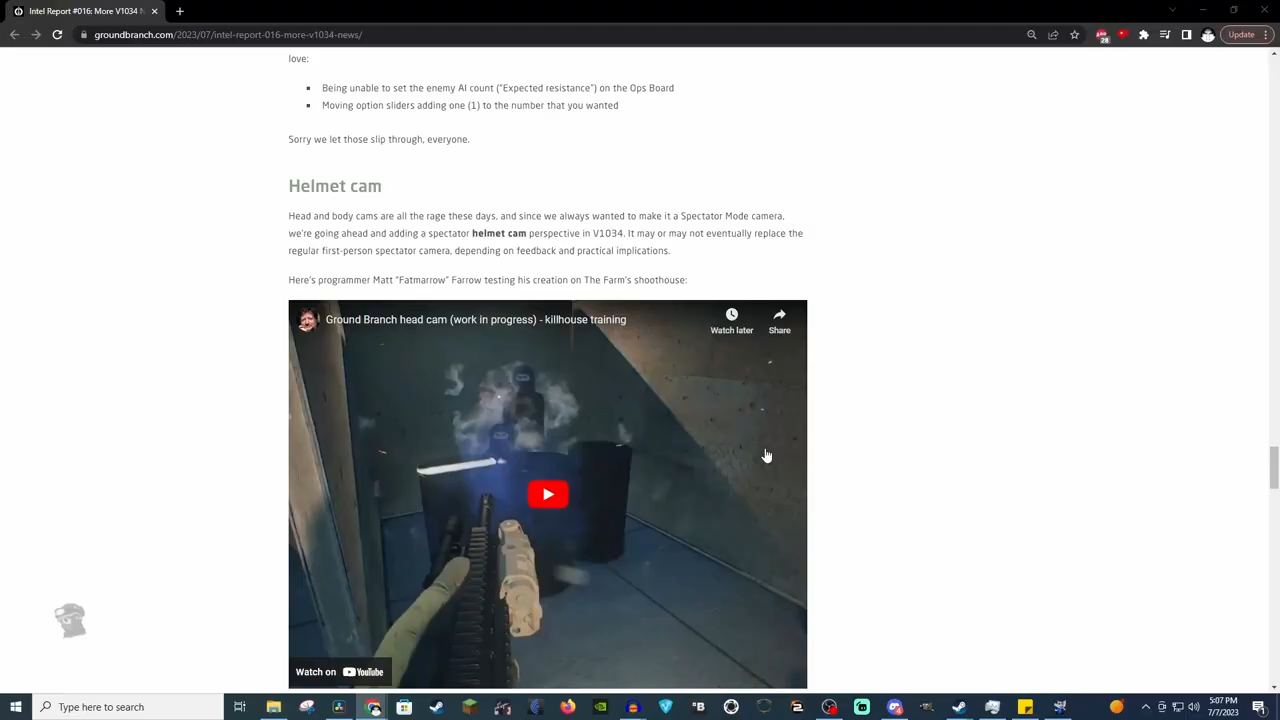 Intel Report #016: More V1034 N
groundbranch.com/2023/07/intel-report-016-more-v1034-news/
28
Update
love:
Being unable to set the enemy AI count ("Expected resistance") on the Ops Board
Moving option sliders adding one (1) to the number that you wanted
Sorry we let those slip through, everyone.
Helmet cam
Head and body cams are all the rage these days, and since we always wanted to make it a Spectator Mode camera,
we're going ahead and adding a spectator helmet cam perspective in V1034. It may or may not eventually replace the
regular first-person spectator camera, depending on feedback and practical implications.
Here's programmer Matt "Fatmarrow" Farrow testing his creation on The Farm's shoothouse:
Ground Branch head cam (work in progress) - killhouse training
Watch later
Share
Watch on YouTube
Type here to search
5:07 PM
7/7/2023